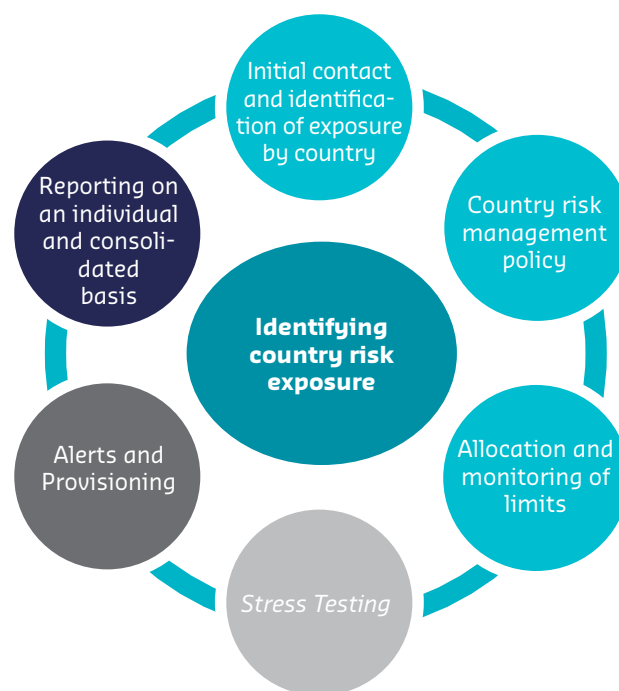 Initial contact
and identifica-
tion of exposure
by country
Country risk
management
policy
Allocation and
monitoring of
limits
Stress Testing
Alerts and
Provisioning
Reporting on
an individual
and consoli-
dated
basis
Identifying
country risk
exposure